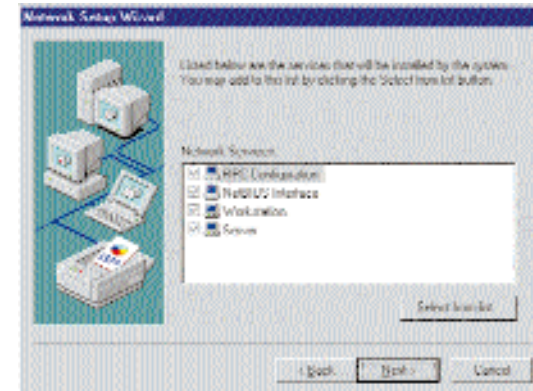 Network Setup Wizard
Listed below are the services that will be installed by the system.
You may add to this list by clicking the Select from list button.
Network Services:
RPC Configuration
NetBIOS Interface
Workstation
Server
Select from list...
< Back
Next >
Cancel